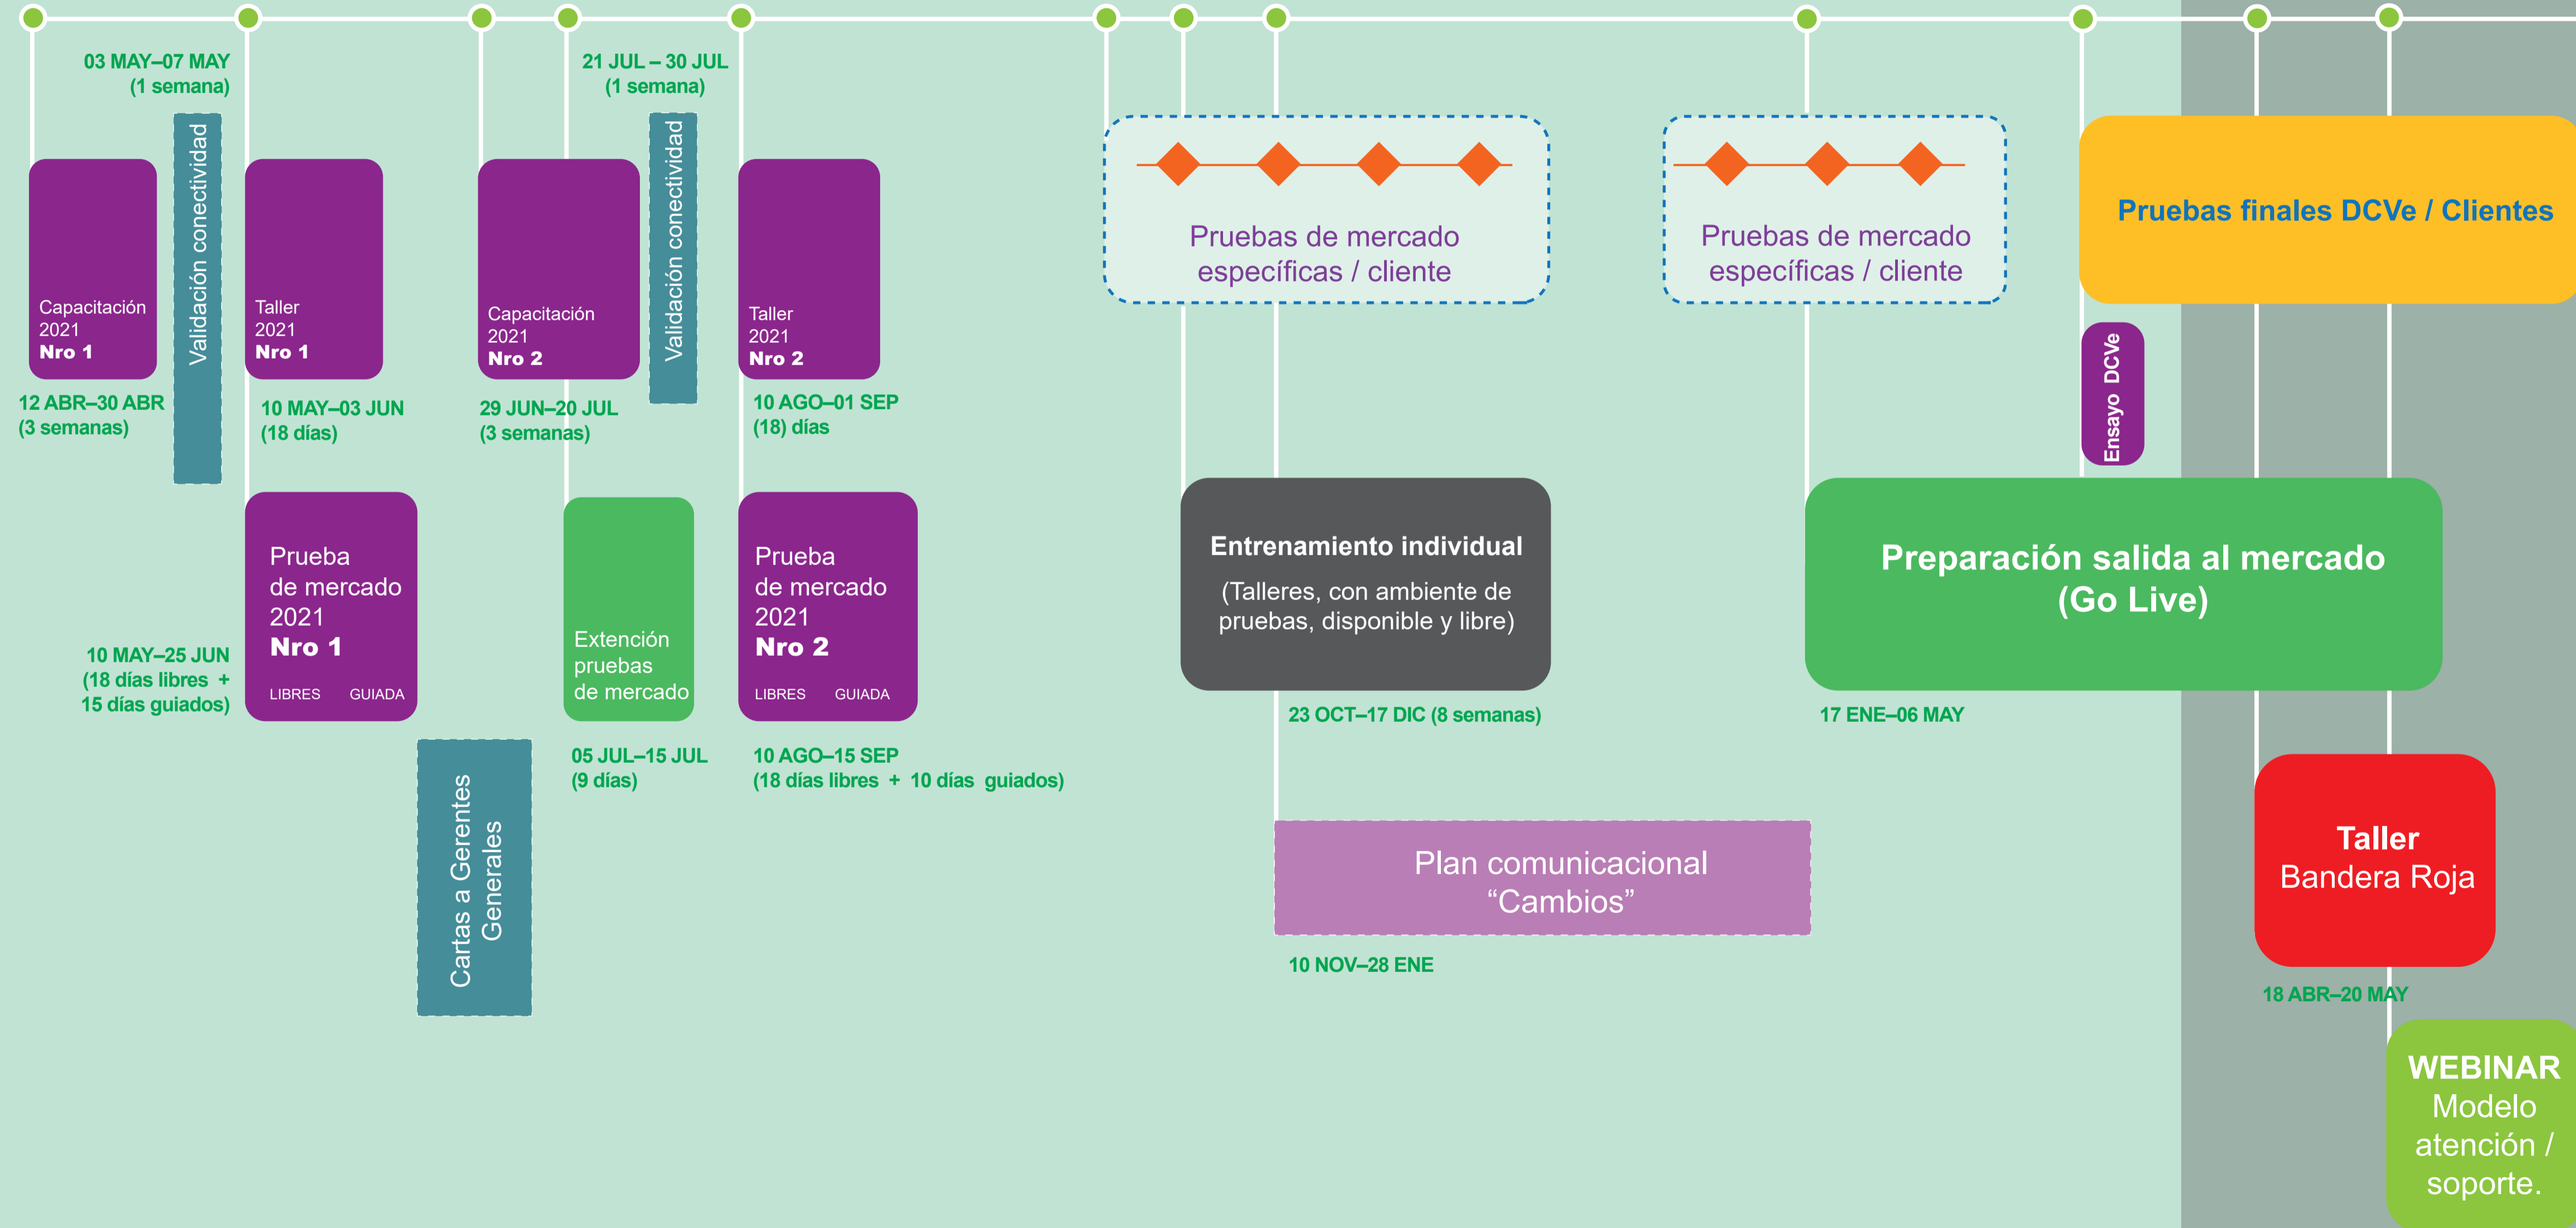 03 MAY–07 MAY
(1 semana)
Validación conectividad
Capacitación
2021
Nro 1
12 ABR–30 ABR
(3 semanas)
Taller
2021
Nro 1
10 MAY–03 JUN
(18 días)
Prueba
de mercado
2021
Nro 1
LIBRES GUIADA
10 MAY–25 JUN
(18 días libres +
15 días guiados)
Cartas a Gerentes
Generales
Capacitación
2021
Nro 2
29 JUN–20 JUL
(3 semanas)
21 JUL – 30 JUL
(1 semana)
Validación conectividad
Extención
pruebas
de mercado
05 JUL–15 JUL
(9 días)
Taller
2021
Nro 2
10 AGO–01 SEP
(18) días
Prueba
de mercado
2021
Nro 2
LIBRES GUIADA
10 AGO–15 SEP
(18 días libres + 10 días guiados)
Pruebas de mercado
específicas / cliente
Entrenamiento individual
(Talleres, con ambiente de
pruebas, disponible y libre)
23 OCT–17 DIC (8 semanas)
Plan comunicacional
“Cambios”
10 NOV–28 ENE
Pruebas de mercado
específicas / cliente
Pruebas finales DCVe / Clientes
Ensayo DCVe
Preparación salida al mercado
(Go Live)
17 ENE–06 MAY
Taller
Bandera Roja
18 ABR–20 MAY
WEBINAR
Modelo
atención /
soporte.